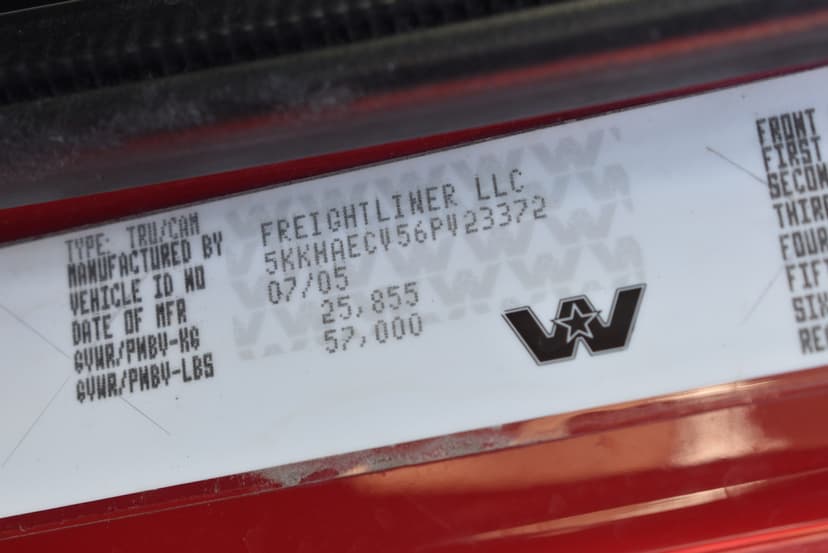 TYPE: TRU/CAM
MANUFACTURED BY FREIGHTLINER LLC
VEHICLE ID NO 5KKHAECV56PV23372
DATE OF MFR 07/05
GVWR/PNBV-KG 25,855
GVWR/PNBV-LBS 57,000
FRONT
FIRST
SECON
THIRD
FOUR
FIFT
SIX
RE